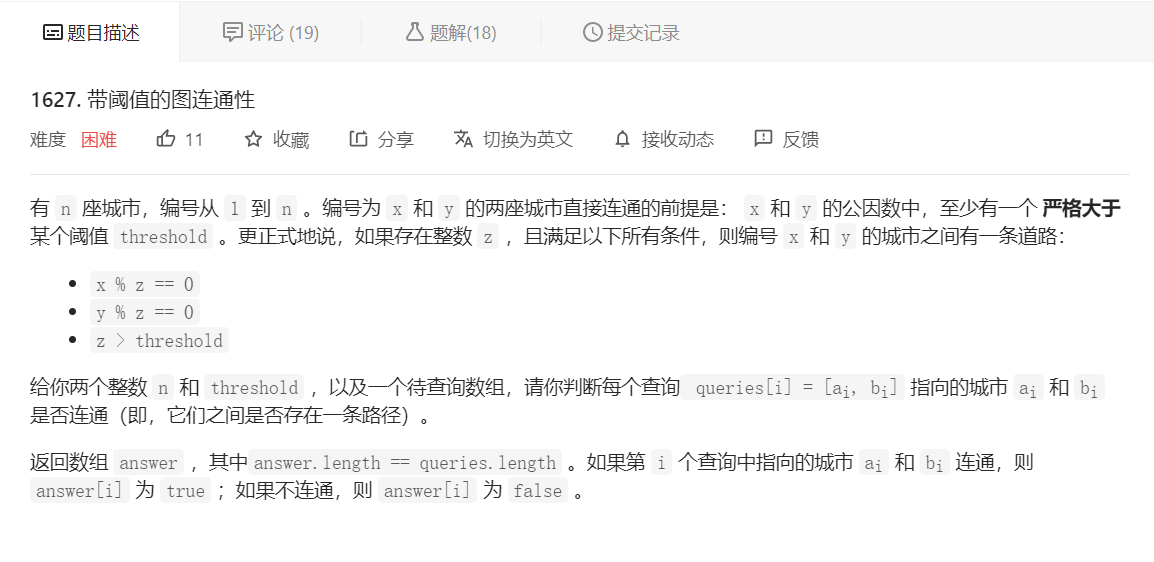 题目描述 评论 (19) 题解(18) 提交记录
1627. 带阈值的图连通性
难度 困难 11 收藏 分享 切换为英文 接收动态 反馈
有 n 座城市，编号从 1 到 n 。编号为 x 和 y 的两座城市直接连通的前提是： x 和 y 的公因数中，至少有一个 严格大于
某个阈值 threshold 。更正式地说，如果存在整数 z ，且满足以下所有条件，则编号 x 和 y 的城市之间有一条道路：
• x % z == 0
• y % z == 0
• z > threshold
给你两个整数 n 和 threshold ，以及一个待查询数组，请你判断每个查询 queries[i] = [ai, bi] 指向的城市 ai 和 bi
是否连通（即，它们之间是否存在一条路径）。
返回数组 answer ，其中answer.length == queries.length 。如果第 i 个查询中指向的城市 ai 和 bi 连通，则
answer[i] 为 true ；如果不连通，则 answer[i] 为 false 。